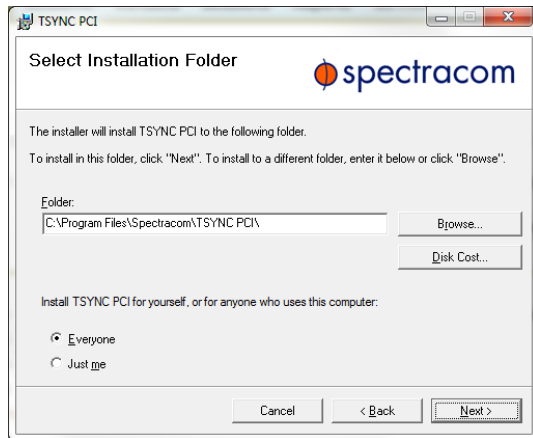 TSYNC PCI
Select Installation Folder
spectracom
The installer will install TSYNC PCI to the following folder.
To install in this folder, click "Next". To install to a different folder, enter it below or click "Browse".
Folder:
C:\Program Files\Spectracom\TSYNC PCI\
Browse...
Disk Cost...
Install TSYNC PCI for yourself, or for anyone who uses this computer:
Everyone
Just me
Cancel
< Back
Next >